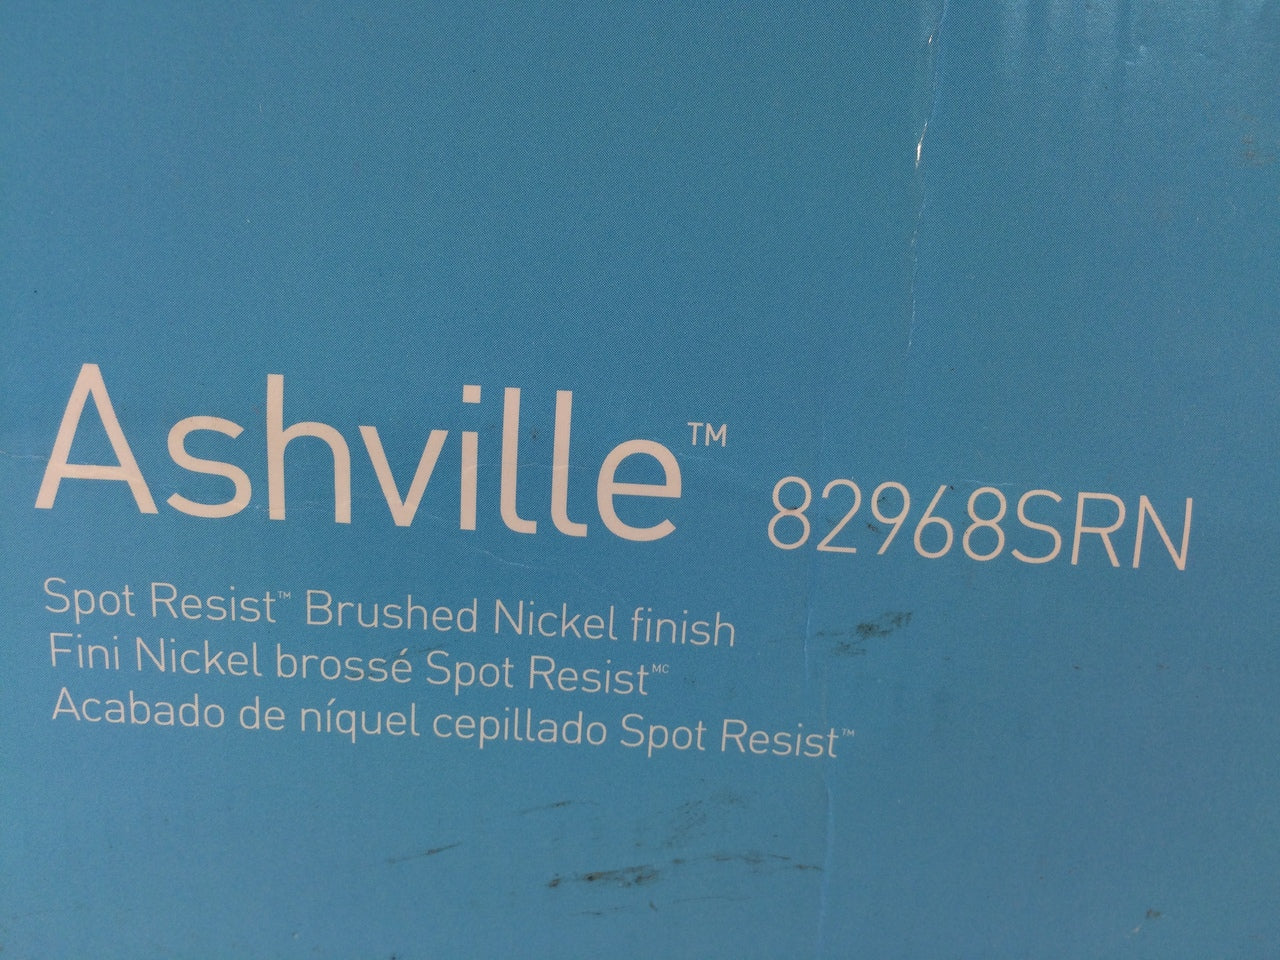 Ashville™ 82968SRN
Spot Resist™ Brushed Nickel finish
Fini Nickel brossé Spot Resist ᴹᶜ
Acabado de níquel cepillado Spot Resist™